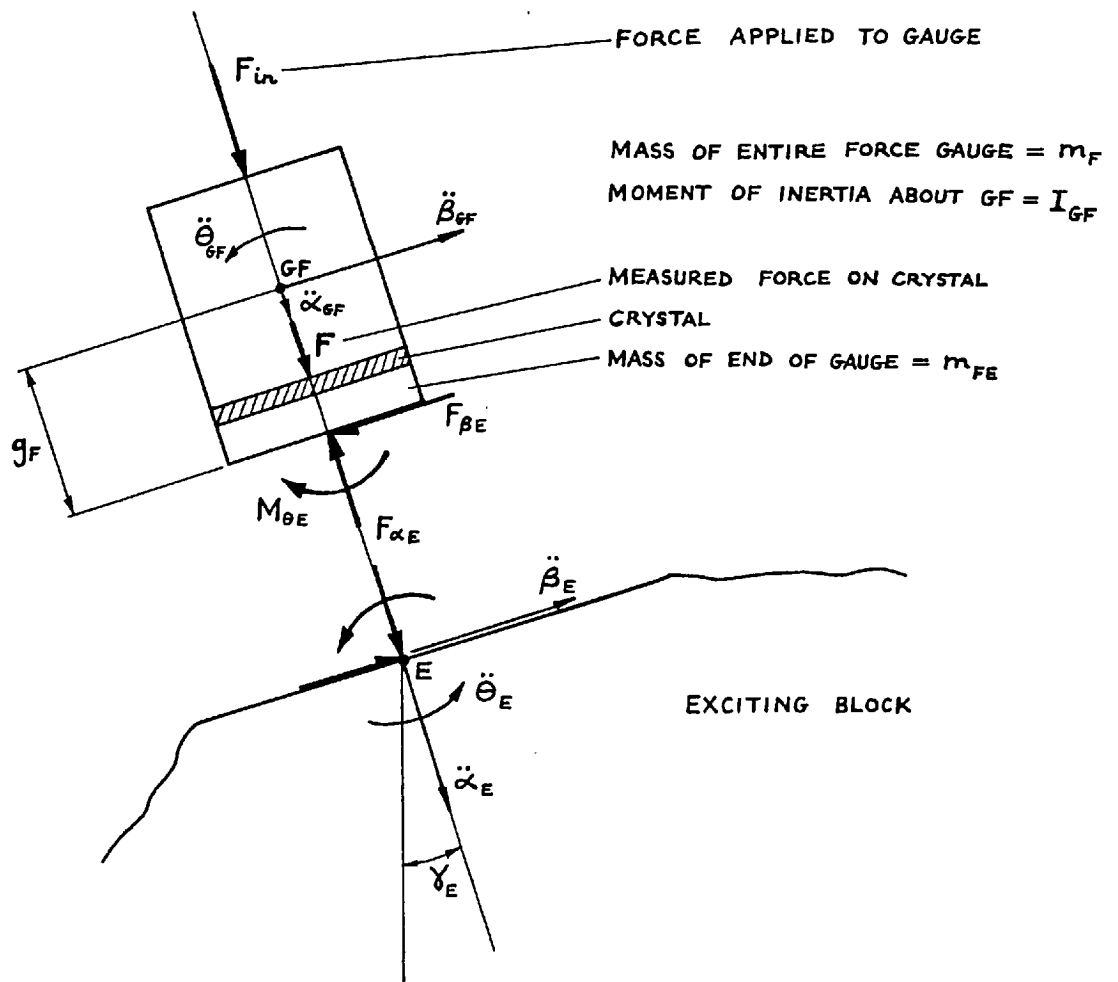 FORCE APPLIED TO GAUGE
F_in
MASS OF ENTIRE FORCE GAUGE = m_F
MOMENT OF INERTIA ABOUT GF = I_GF
β̈_GF
θ̈_GF
GF
α̈_GF
MEASURED FORCE ON CRYSTAL
F
CRYSTAL
MASS OF END OF GAUGE = m_FE
F_βE
g_F
M_θE
F_αE
β̈_E
E
θ̈_E
EXCITING BLOCK
α̈_E
γ_E